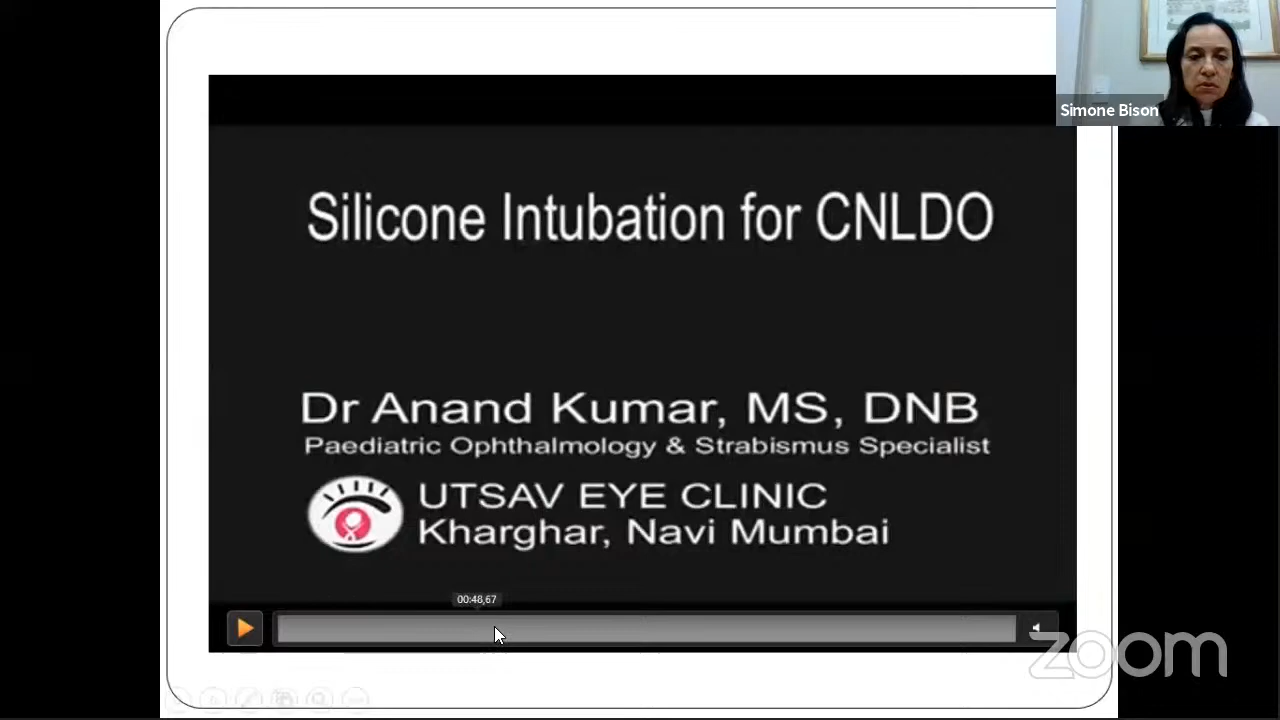 Simone Bison
Silicone Intubation for CNLDO
Dr Anand Kumar, MS, DNB
Paediatric Ophthalmology & Strabismus Specialist
UTSAV EYE CLINIC
Kharghar, Navi Mumbai
00:48,67
zoom